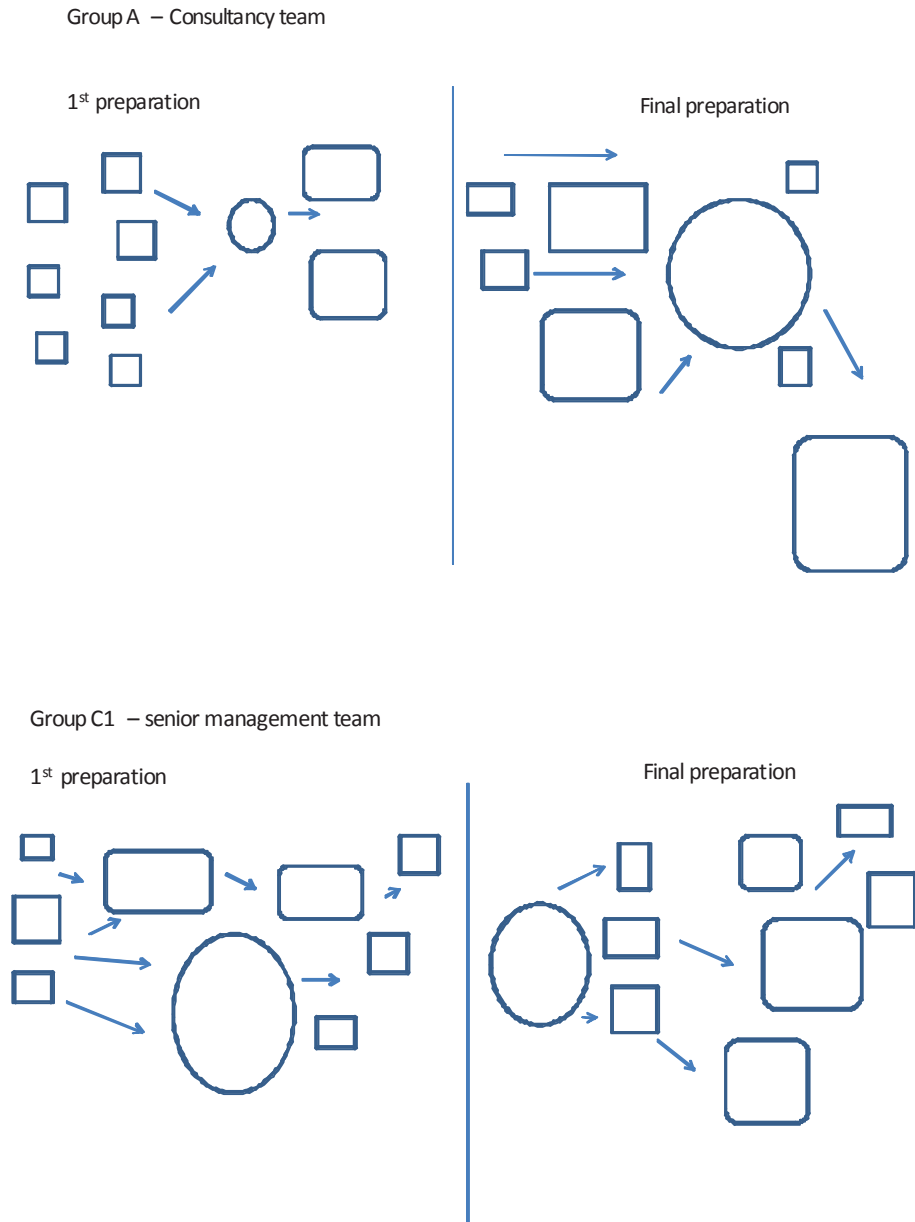 Group A – Consultancy team
1st preparation
Final preparation
Group C1 – senior management team
1st preparation
Final preparation